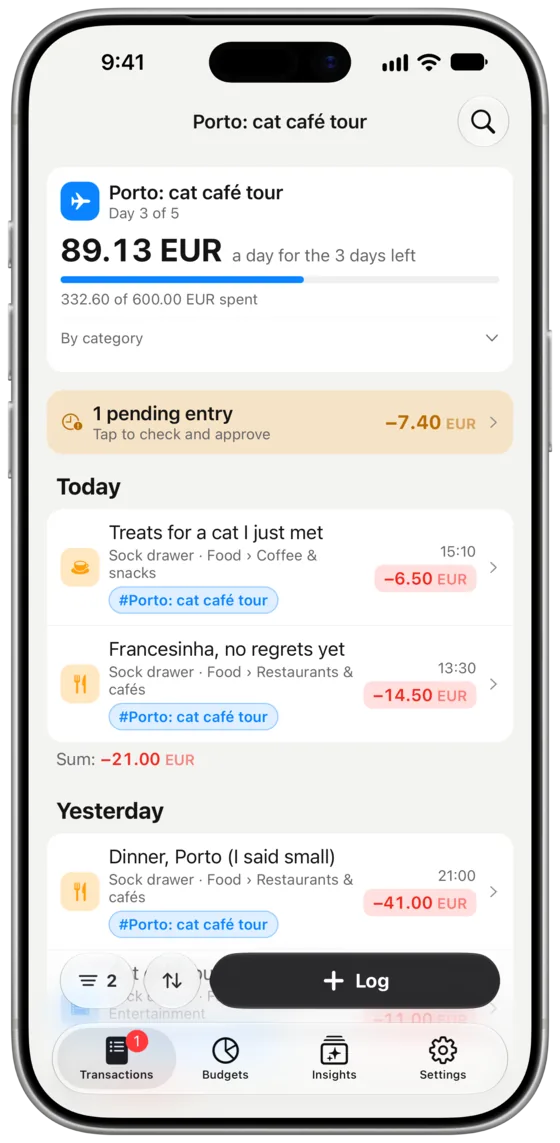 9:41
Porto: cat café tour
Porto: cat café tour
Day 3 of 5
89.13 EUR a day for the 3 days left
332.60 of 600.00 EUR spent
By category
1 pending entry
Tap to check and approve
−7.40 EUR
Today
Treats for a cat I just met
Sock drawer · Food › Coffee &
snacks
#Porto: cat café tour
15:10
−6.50 EUR
Francesinha, no regrets yet
Sock drawer · Food › Restaurants &
cafés
#Porto: cat café tour
13:30
−14.50 EUR
Sum: −21.00 EUR
Yesterday
Dinner, Porto (I said small)
Sock drawer · Food › Restaurants &
cafés
#Porto: cat café tour
21:00
−41.00 EUR
2
+ Log
Entertainment
−11.00 EUR
1
Transactions
Budgets
Insights
Settings